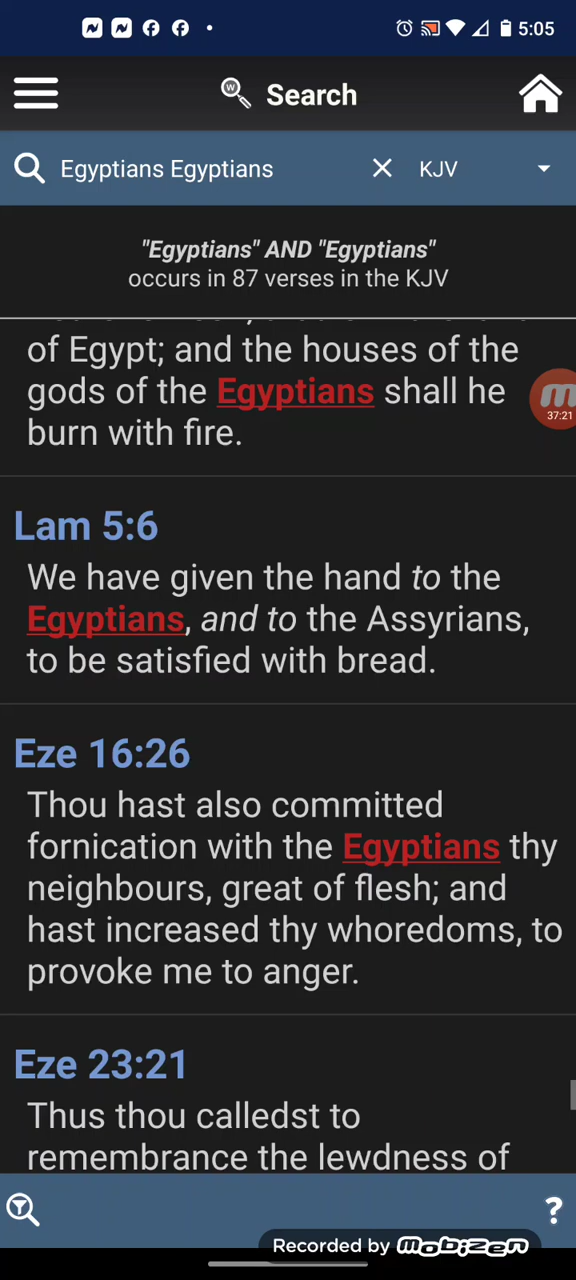 5:05
Search
Egyptians Egyptians
KJV
"Egyptians" AND "Egyptians"
occurs in 87 verses in the KJV
of Egypt; and the houses of the
gods of the Egyptians shall he
burn with fire.
37:21
Lam 5:6
We have given the hand to the
Egyptians, and to the Assyrians,
to be satisfied with bread.
Eze 16:26
Thou hast also committed
fornication with the Egyptians thy
neighbours, great of flesh; and
hast increased thy whoredoms, to
provoke me to anger.
Eze 23:21
Thus thou calledst to
remembrance the lewdness of
?
Recorded by mobizen